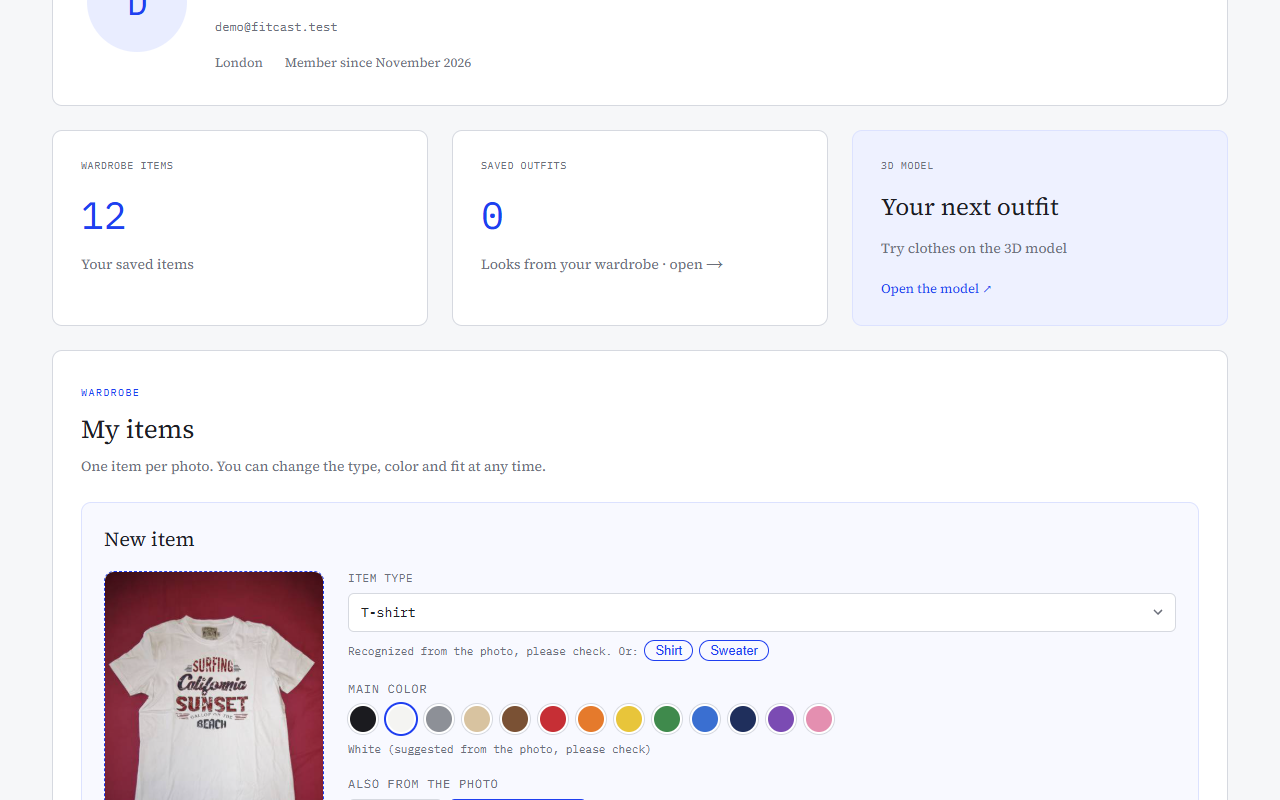 D
demo@fitcast.test
London Member since November 2026
WARDROBE ITEMS
12
Your saved items
SAVED OUTFITS
0
Looks from your wardrobe · open →
3D MODEL
Your next outfit
Try clothes on the 3D model
Open the model ↗
WARDROBE
My items
One item per photo. You can change the type, color and fit at any time.
New item
SURFING
California
SUNSET
BEACH
ITEM TYPE
T-shirt
Recognized from the photo, please check. Or: Shirt Sweater
MAIN COLOR
White (suggested from the photo, please check)
ALSO FROM THE PHOTO